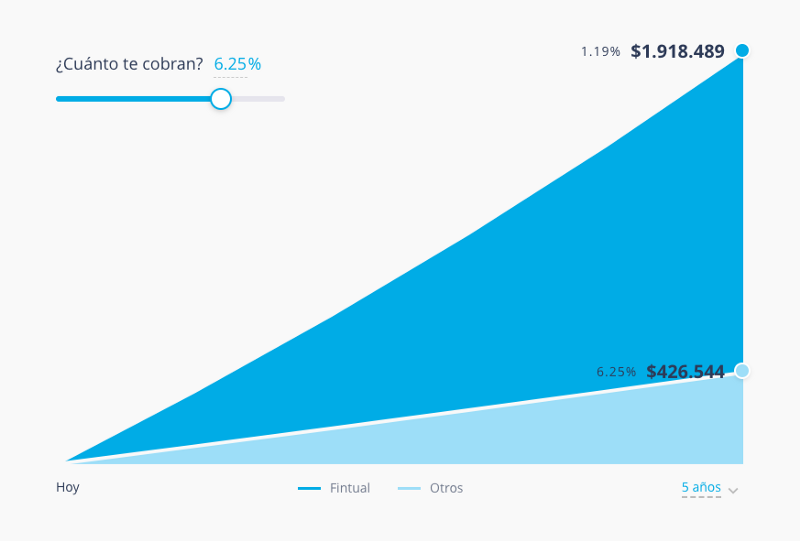 ¿Cuánto te cobran? 6.25%
1.19% $1.918.489
6.25% $426.544
Hoy
Fintual
Otros
5 años